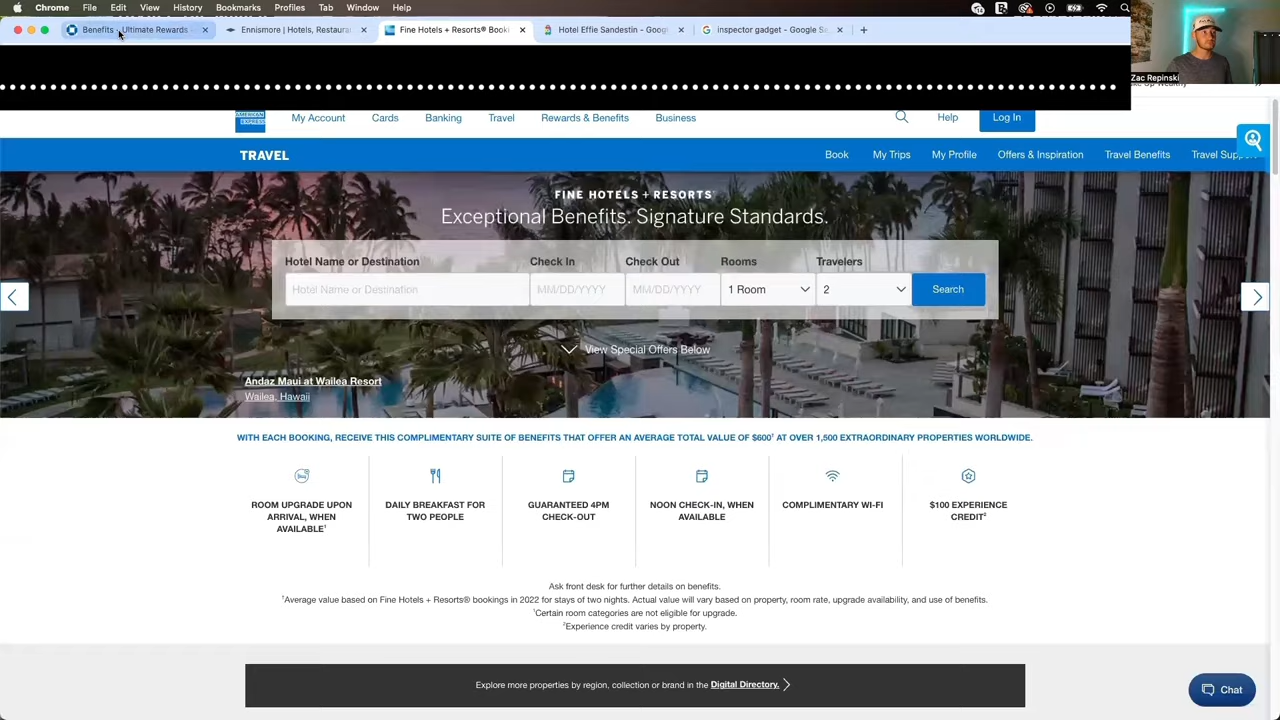 Chrome File Edit View History Bookmarks Profiles Tab Window Help
Benefits - Ultimate Rewards
Ennismore | Hotels, Restaura
Fine Hotels + Resorts® Booki
Hotel Effie Sandestin - Goog
inspector gadget - Google Se
Zac Repinski
AMERICAN EXPRESS
My Account Cards Banking Travel Rewards & Benefits Business Help Log In
TRAVEL Book My Trips My Profile Offers & Inspiration Travel Benefits Travel Support
FINE HOTELS + RESORTS
Exceptional Benefits. Signature Standards.
Hotel Name or Destination Check In Check Out Rooms Travelers
Hotel Name or Destination MM/DD/YYYY MM/DD/YYYY 1 Room 2 Search
View Special Offers Below
Andaz Maui at Wailea Resort
Wailea, Hawaii
WITH EACH BOOKING, RECEIVE THIS COMPLIMENTARY SUITE OF BENEFITS THAT OFFER AN AVERAGE TOTAL VALUE OF $600† AT OVER 1,500 EXTRAORDINARY PROPERTIES WORLDWIDE.
ROOM UPGRADE UPON
ARRIVAL, WHEN
AVAILABLE¹
DAILY BREAKFAST FOR
TWO PEOPLE
GUARANTEED 4PM
CHECK-OUT
NOON CHECK-IN, WHEN
AVAILABLE
COMPLIMENTARY WI-FI
$100 EXPERIENCE
CREDIT²
Ask front desk for further details on benefits.
†Average value based on Fine Hotels + Resorts® bookings in 2022 for stays of two nights. Actual value will vary based on property, room rate, upgrade availability, and use of benefits.
¹Certain room categories are not eligible for upgrade.
²Experience credit varies by property.
Explore more properties by region, collection or brand in the Digital Directory.
Chat